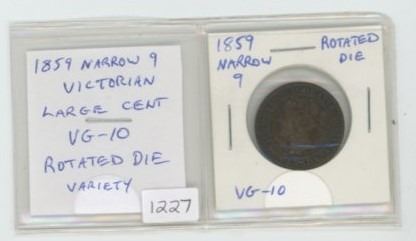 1859 NARROW 9
VICTORIAN
LARGE CENT
VG-10
ROTATED DIE
VARIETY
1227
1859
NARROW
9
ROTATED
DIE
VG-10